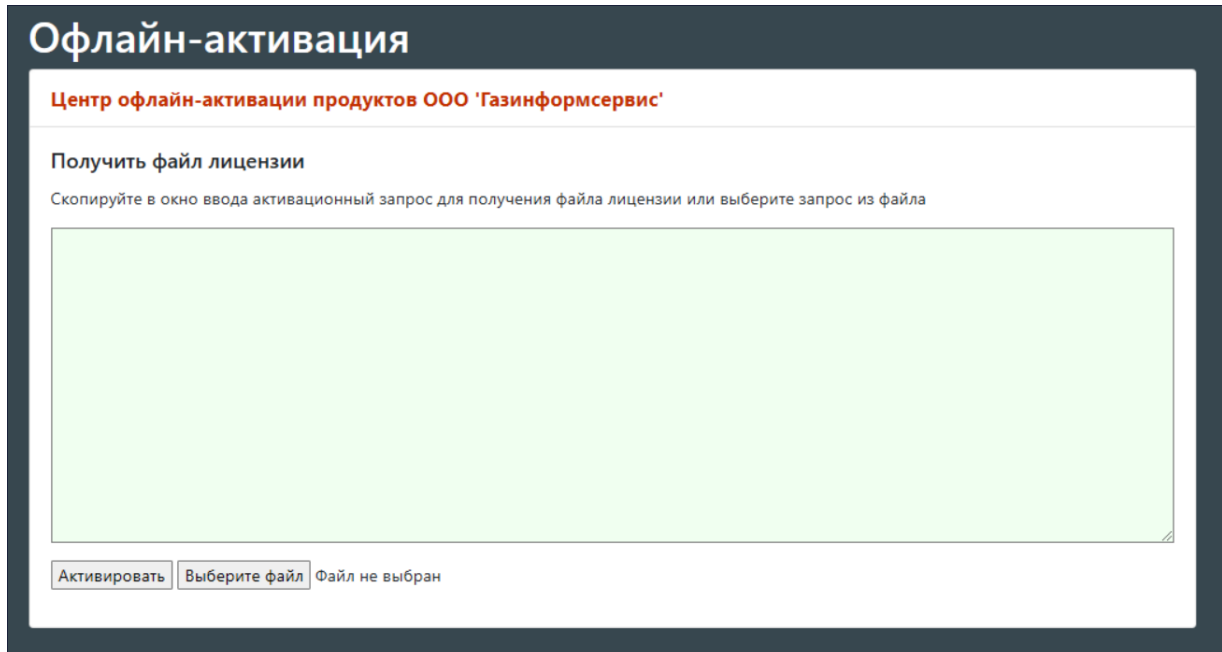 Офлайн-активация
Центр офлайн-активации продуктов ООО 'Газинформсервис'
Получить файл лицензии
Скопируйте в окно ввода активационный запрос для получения файла лицензии или выберите запрос из файла
Активировать Выберите файл Файл не выбран